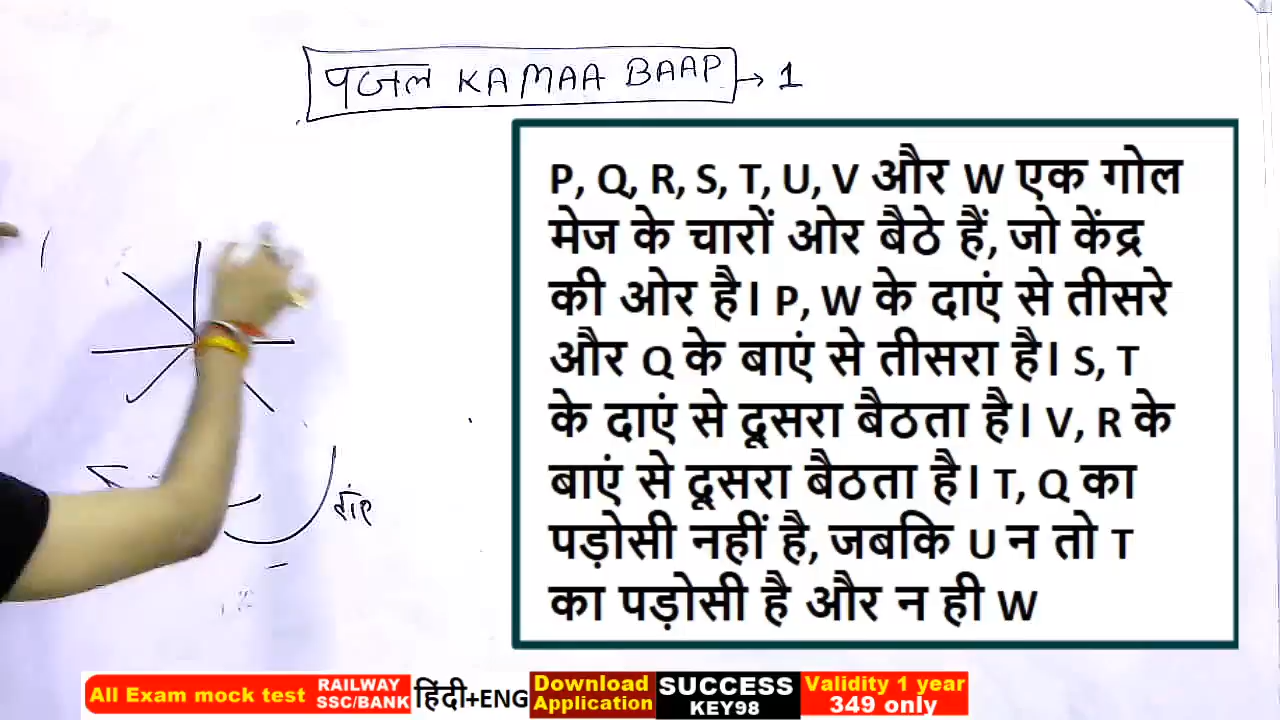 पजल KAMAA BAAP → 1
P, Q, R, S, T, U, V और W एक गोल
मेज के चारों ओर बैठे हैं, जो केंद्र
की ओर है। P, W के दाएं से तीसरे
और Q के बाएं से तीसरा है। S, T
के दाएं से दूसरा बैठता है। V, R के
बाएं से दूसरा बैठता है। T, Q का
पड़ोसी नहीं है, जबकि U न तो T
का पड़ोसी है और न ही W
All Exam mock test
RAILWAY
SSC/BANK
हिंदी+ENG
Download
Application
SUCCESS
KEY98
Validity 1 year
349 only